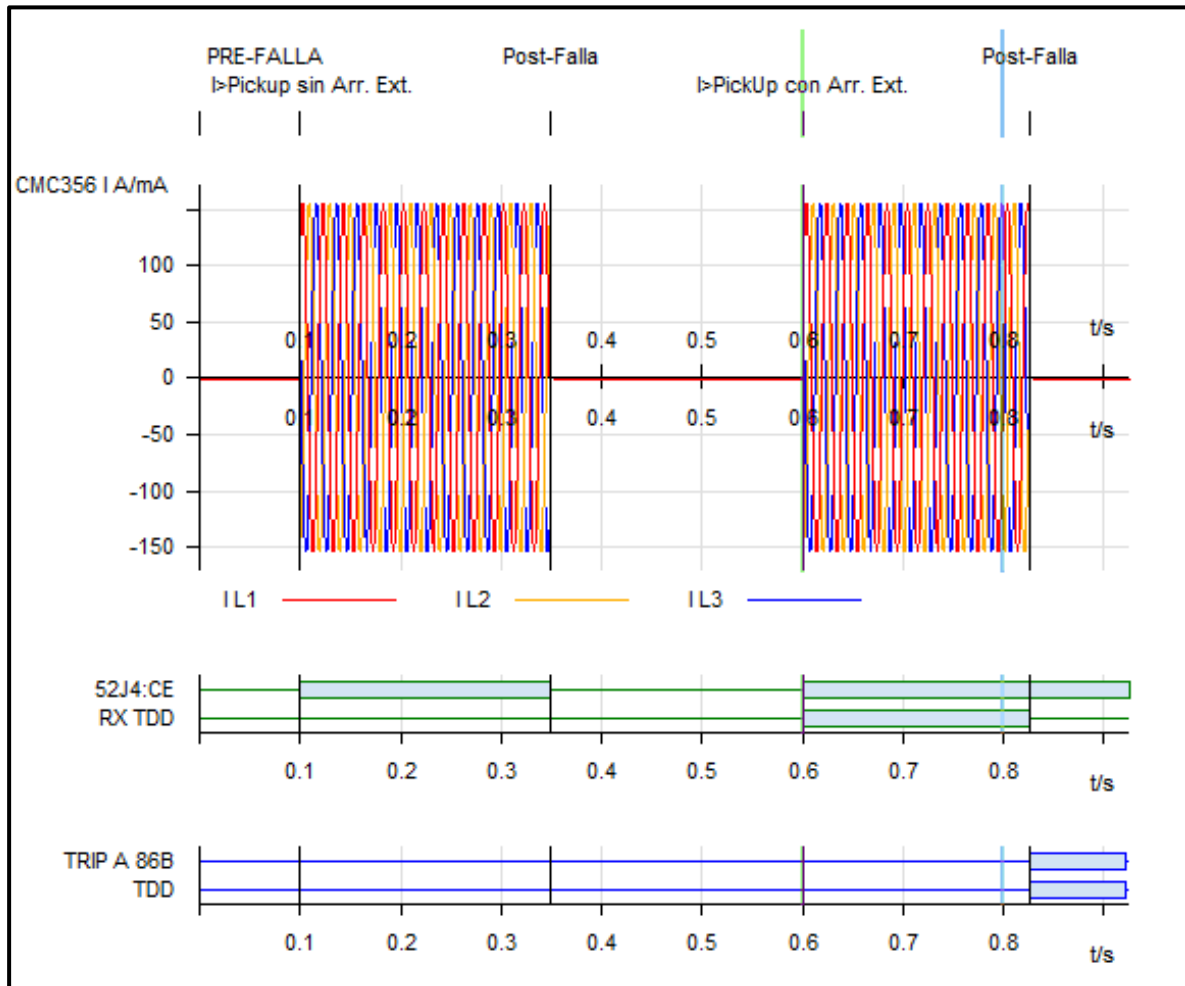 PRE-FALLA Post-Falla Post-Falla
I>Pickup sin Arr. Ext. I>PickUp con Arr. Ext.
CMC356 I A/mA
100
50
0.1 0.2 0.3 0.4 0.5 0.6 0.7 0.8 t/s
0
0.1 0.2 0.3 0.4 0.5 0.6 0.7 0.8 t/s
-50
-100
-150
I L1 I L2 I L3
52J4:CE
RX TDD
0.1 0.2 0.3 0.4 0.5 0.6 0.7 0.8 t/s
TRIP A 86B
TDD
0.1 0.2 0.3 0.4 0.5 0.6 0.7 0.8 t/s